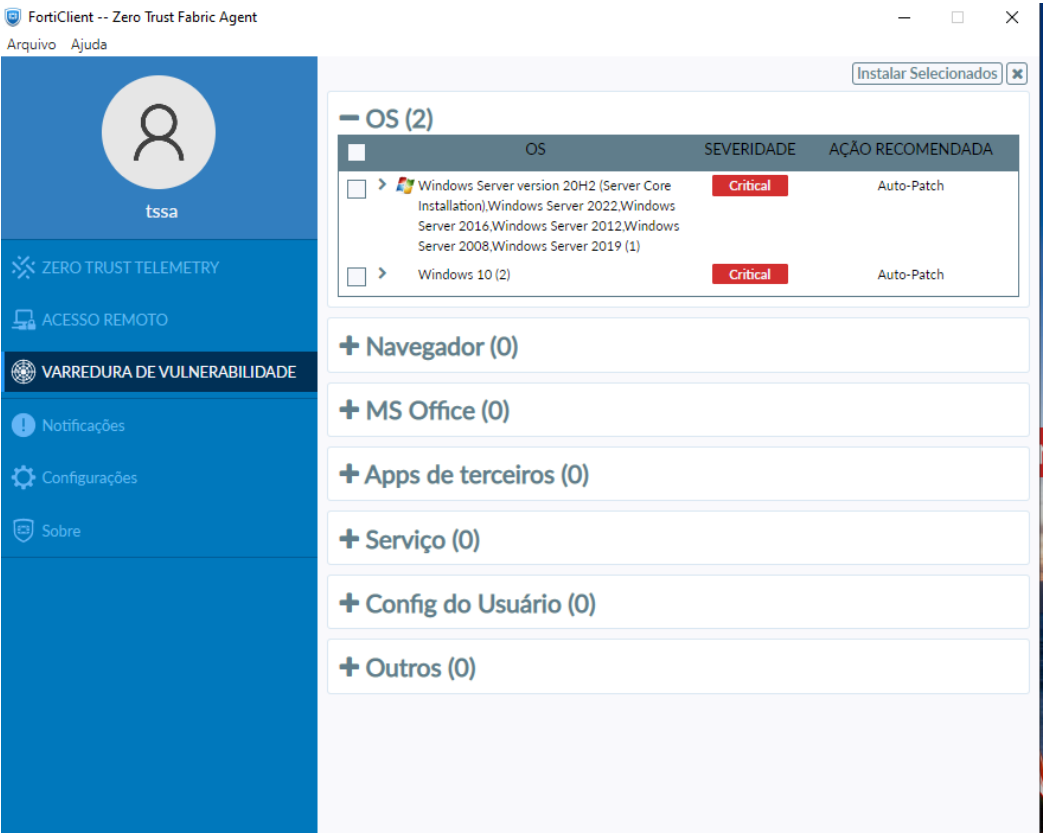 FortiClient -- Zero Trust Fabric Agent
Arquivo Ajuda
tssa
ZERO TRUST TELEMETRY
ACESSO REMOTO
VARREDURA DE VULNERABILIDADE
Notificações
Configurações
Sobre
Instalar Selecionados
OS (2)
OS SEVERIDADE AÇÃO RECOMENDADA
Windows Server version 20H2 (Server Core Critical Auto-Patch
Installation),Windows Server 2022,Windows
Server 2016,Windows Server 2012,Windows
Server 2008,Windows Server 2019 (1)
Windows 10 (2) Critical Auto-Patch
Navegador (0)
MS Office (0)
Apps de terceiros (0)
Serviço (0)
Config do Usuário (0)
Outros (0)